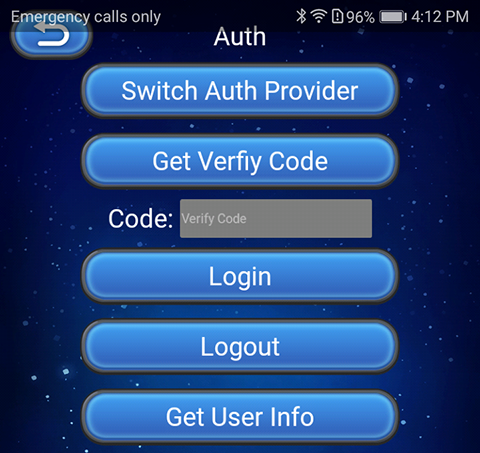 Emergency calls only 96% 4:12 PM
Auth
Switch Auth Provider
Get Verfiy Code
Code: Verify Code
Login
Logout
Get User Info